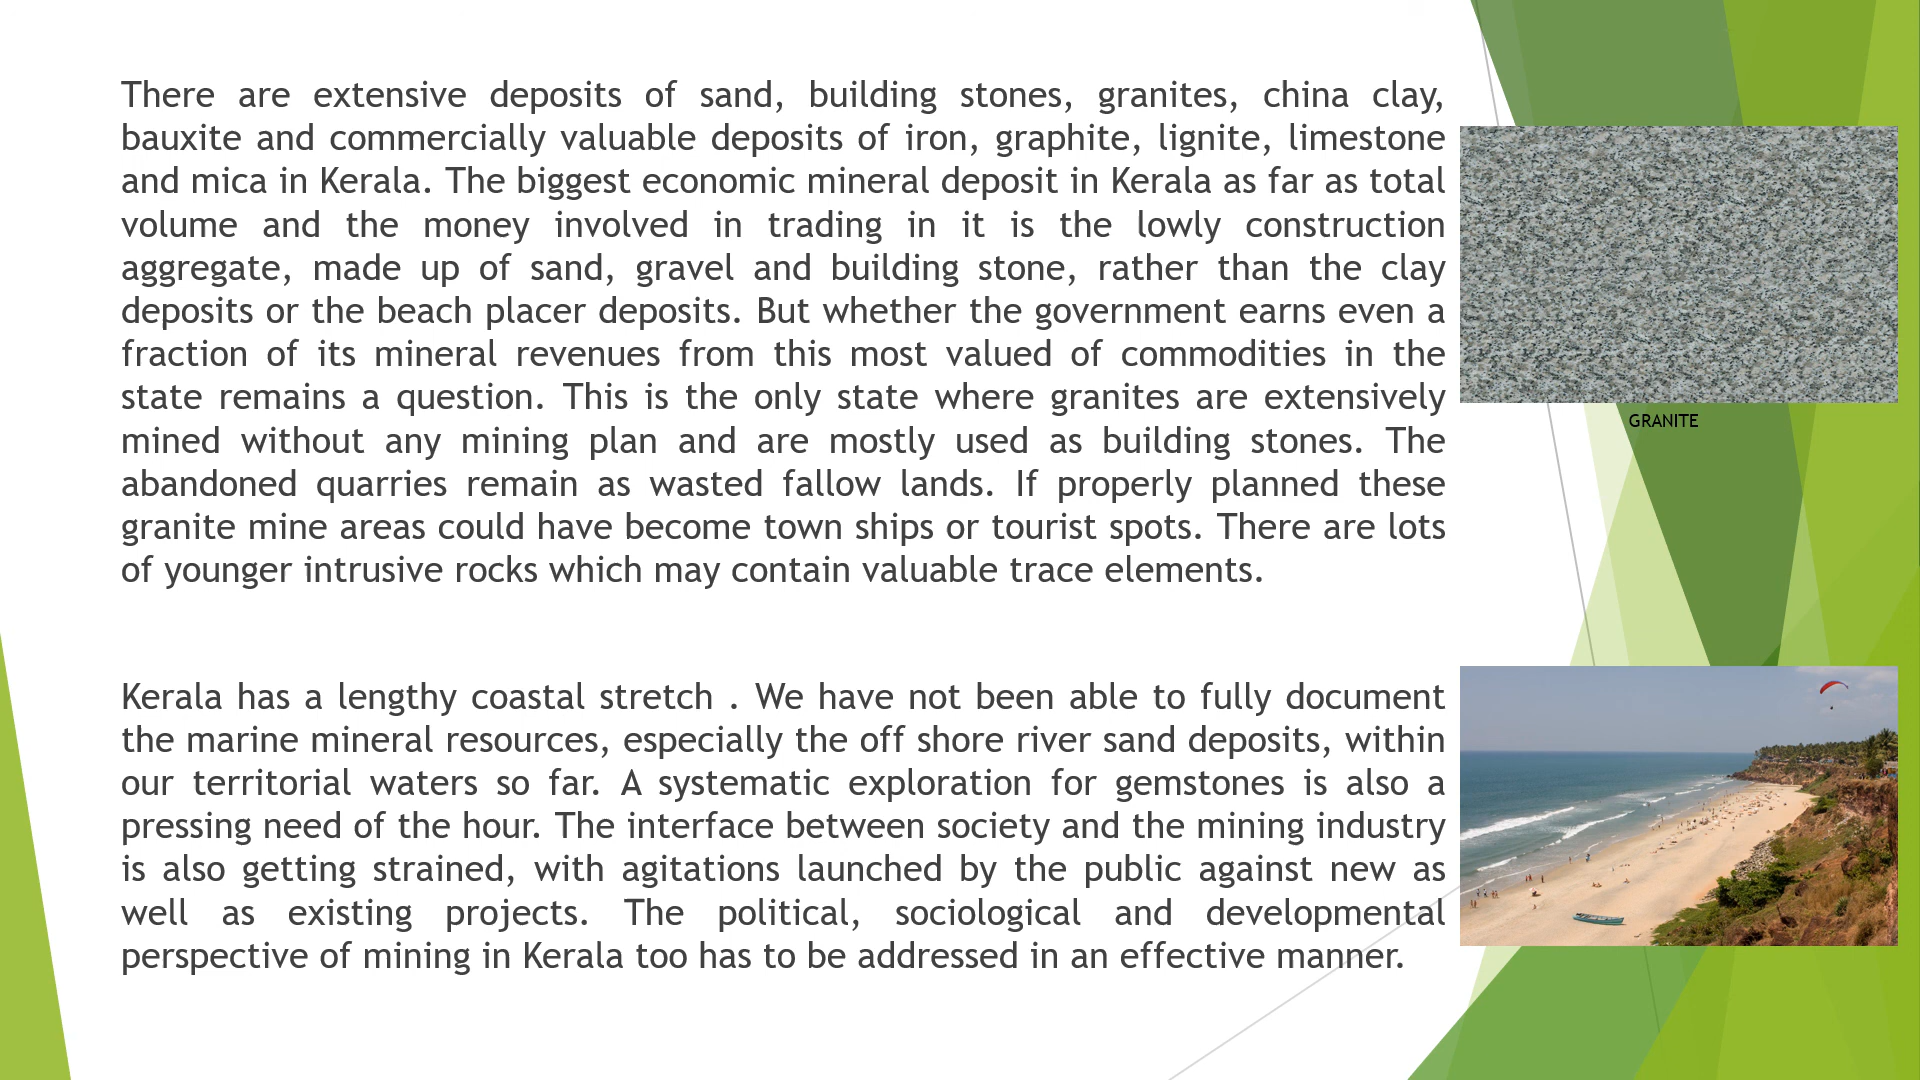 There are extensive deposits of sand, building stones, granites, china clay,
bauxite and commercially valuable deposits of iron, graphite, lignite, limestone
and mica in Kerala. The biggest economic mineral deposit in Kerala as far as total
volume and the money involved in trading in it is the lowly construction
aggregate, made up of sand, gravel and building stone, rather than the clay
deposits or the beach placer deposits. But whether the government earns even a
fraction of its mineral revenues from this most valued of commodities in the
state remains a question. This is the only state where granites are extensively
mined without any mining plan and are mostly used as building stones. The
abandoned quarries remain as wasted fallow lands. If properly planned these
granite mine areas could have become town ships or tourist spots. There are lots
of younger intrusive rocks which may contain valuable trace elements.
GRANITE
Kerala has a lengthy coastal stretch . We have not been able to fully document
the marine mineral resources, especially the off shore river sand deposits, within
our territorial waters so far. A systematic exploration for gemstones is also a
pressing need of the hour. The interface between society and the mining industry
is also getting strained, with agitations launched by the public against new as
well as existing projects. The political, sociological and developmental
perspective of mining in Kerala too has to be addressed in an effective manner.